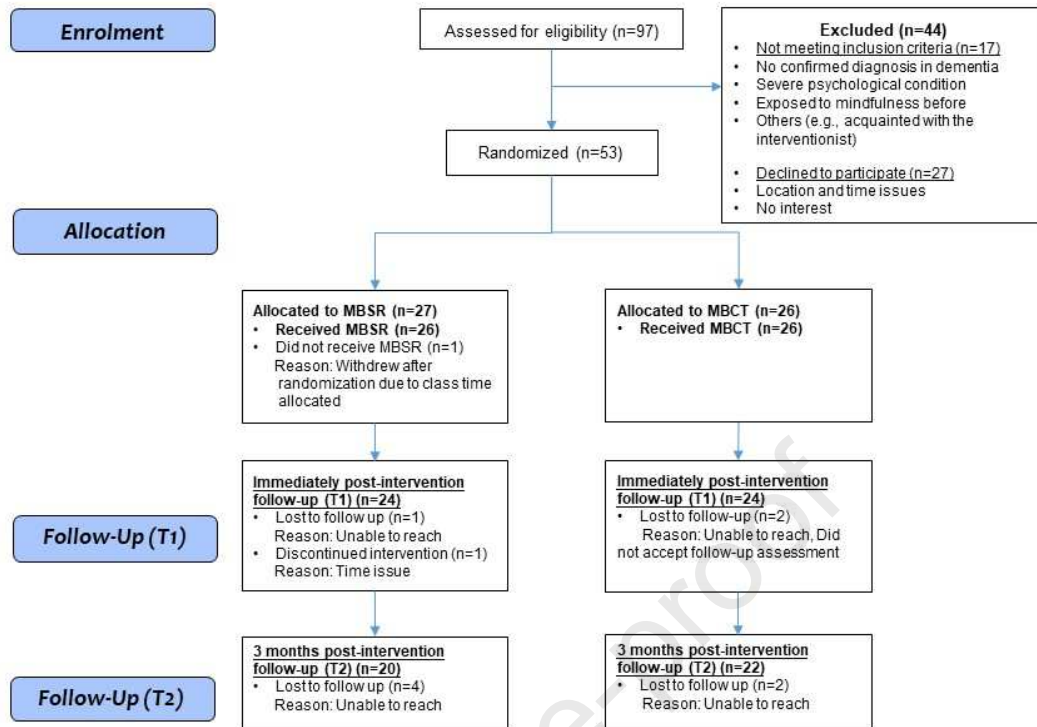 Enrolment
Assessed for eligibility (n=97)
Excluded (n=44)
• Not meeting inclusion criteria (n=17)
• No confirmed diagnosis in dementia
• Severe psychological condition
• Exposed to mindfulness before
• Others (e.g., acquainted with the
interventionist)
• Declined to participate (n=27)
• Location and time issues
• No interest
Randomized (n=53)
Allocation
Allocated to MBSR (n=27)
• Received MBSR (n=26)
• Did not receive MBSR (n=1)
Reason: Withdrew after
randomization due to class time
allocated
Allocated to MBCT (n=26)
• Received MBCT (n=26)
Follow-Up (T1)
Immediately post-intervention
follow-up (T1) (n=24)
• Lost to follow up (n=1)
Reason: Unable to reach
• Discontinued intervention (n=1)
Reason: Time issue
Immediately post-intervention
follow-up (T1) (n=24)
• Lost to follow-up (n=2)
Reason: Unable to reach, Did
not accept follow-up assessment
Follow-Up (T2)
3 months post-intervention
follow-up (T2) (n=20)
• Lost to follow up (n=4)
Reason: Unable to reach
3 months post-intervention
follow-up (T2) (n=22)
• Lost to follow-up (n=2)
Reason: Unable to reach
e-proof